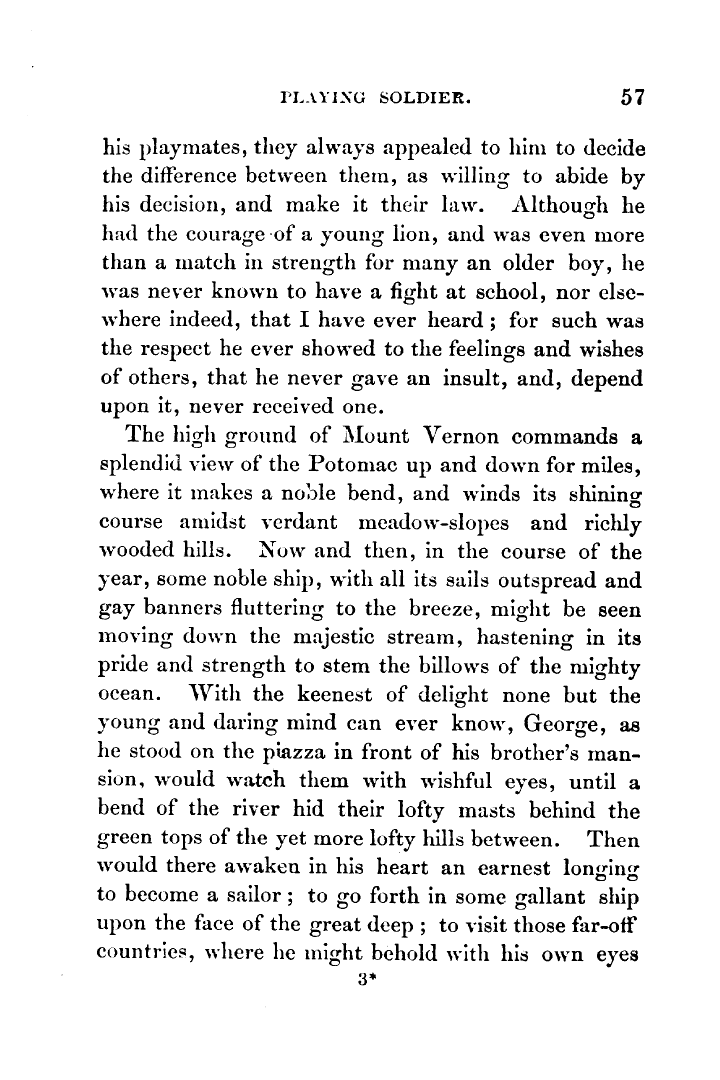 PLAYING SOLDIER. 57
his playmates, they always appealed to him to decide
the difference between them, as willing to abide by
his decision, and make it their law. Although he
had the courage of a young lion, and was even more
than a match in strength for many an older boy, he
was never known to have a fight at school, nor else-
where indeed, that I have ever heard ; for such was
the respect he ever showed to the feelings and wishes
of others, that he never gave an insult, and, depend
upon it, never received one.
The high ground of Mount Vernon commands a
splendid view of the Potomac up and down for miles,
where it makes a noble bend, and winds its shining
course amidst verdant meadow-slopes and richly
wooded hills. Now and then, in the course of the
year, some noble ship, with all its sails outspread and
gay banners fluttering to the breeze, might be seen
moving down the majestic stream, hastening in its
pride and strength to stem the billows of the mighty
ocean. With the keenest of delight none but the
young and daring mind can ever know, George, as
he stood on the piazza in front of his brother's man-
sion, would watch them with wishful eyes, until a
bend of the river hid their lofty masts behind the
green tops of the yet more lofty hills between. Then
would there awaken in his heart an earnest longing
to become a sailor ; to go forth in some gallant ship
upon the face of the great deep ; to visit those far-off
countries, where he might behold with his own eyes
3*